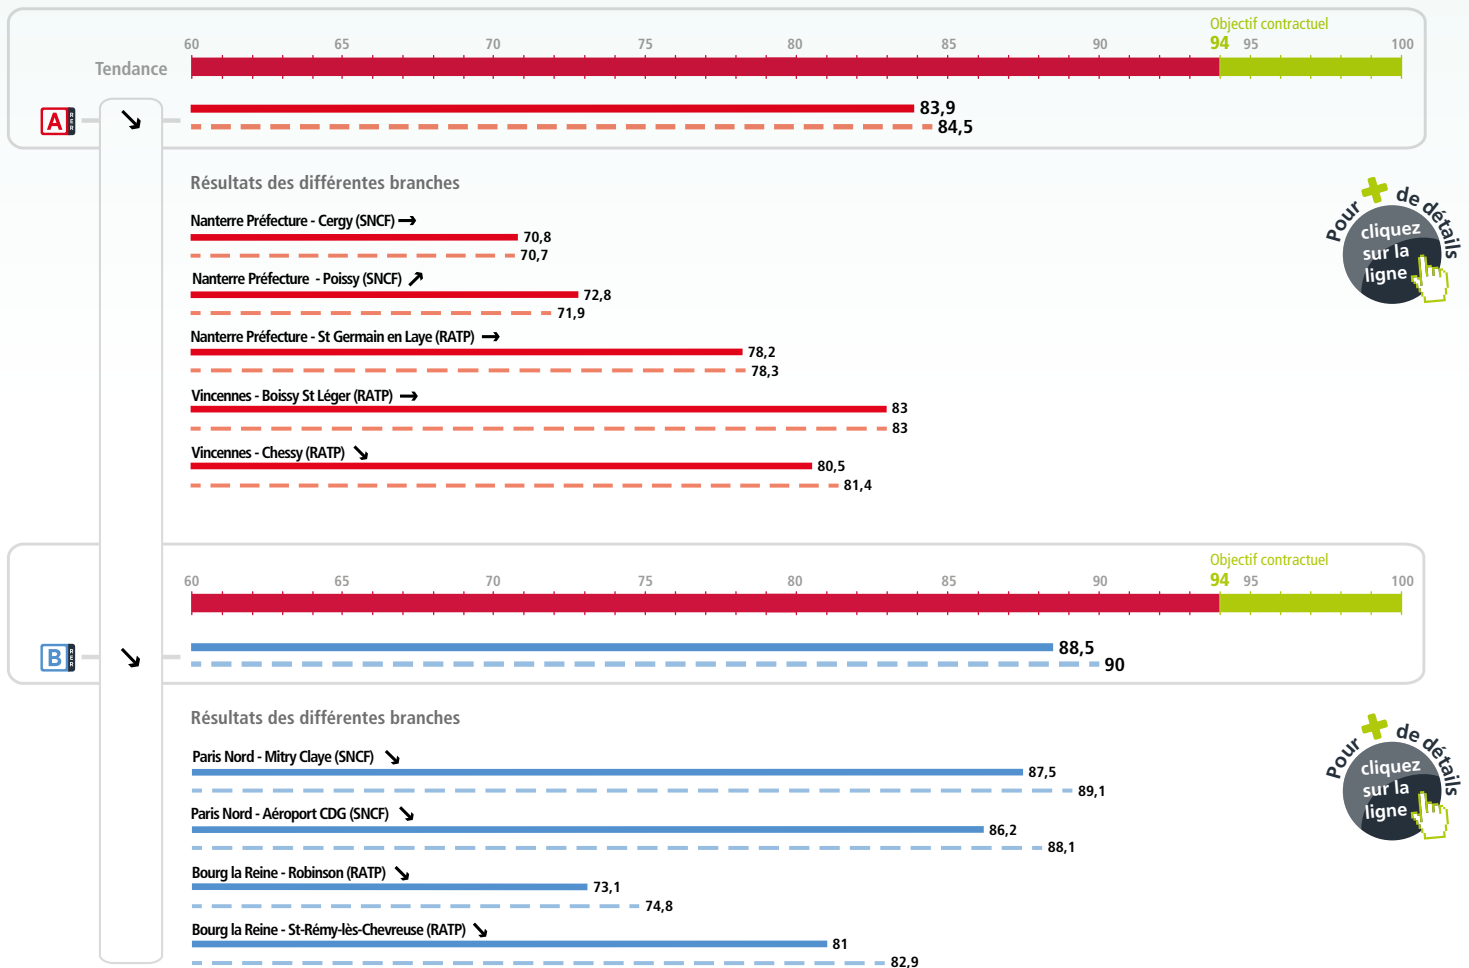 Objectif contractuel
60 65 70 75 80 85 90 94 95 100
Tendance
A RER
83,9
84,5
Résultats des différentes branches
Nanterre Préfecture - Cergy (SNCF) →
70,8
70,7
Nanterre Préfecture - Poissy (SNCF) ↗
72,8
71,9
Nanterre Préfecture - St Germain en Laye (RATP) →
78,2
78,3
Vincennes - Boissy St Léger (RATP) →
83
83
Vincennes - Chessy (RATP) ↘
80,5
81,4
Pour + de détails
cliquez
sur la
ligne
Objectif contractuel
60 65 70 75 80 85 90 94 95 100
B RER
88,5
90
Résultats des différentes branches
Paris Nord - Mitry Claye (SNCF) ↘
87,5
89,1
Paris Nord - Aéroport CDG (SNCF) ↘
86,2
88,1
Bourg la Reine - Robinson (RATP) ↘
73,1
74,8
Bourg la Reine - St-Rémy-lès-Chevreuse (RATP) ↘
81
82,9
Pour + de détails
cliquez
sur la
ligne